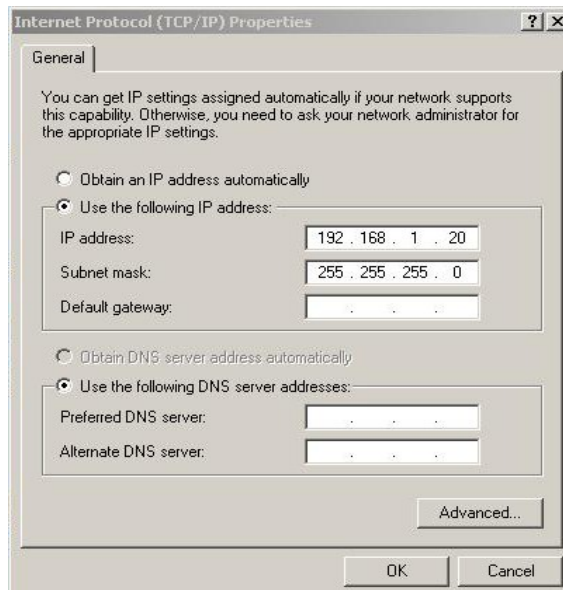 Internet Protocol (TCP/IP) Properties
General
You can get IP settings assigned automatically if your network supports
this capability. Otherwise, you need to ask your network administrator for
the appropriate IP settings.
Obtain an IP address automatically
Use the following IP address:
IP address: 192 . 168 . 1 . 20
Subnet mask: 255 . 255 . 255 . 0
Default gateway: . . .
Obtain DNS server address automatically
Use the following DNS server addresses:
Preferred DNS server: . . .
Alternate DNS server: . . .
Advanced...
OK Cancel